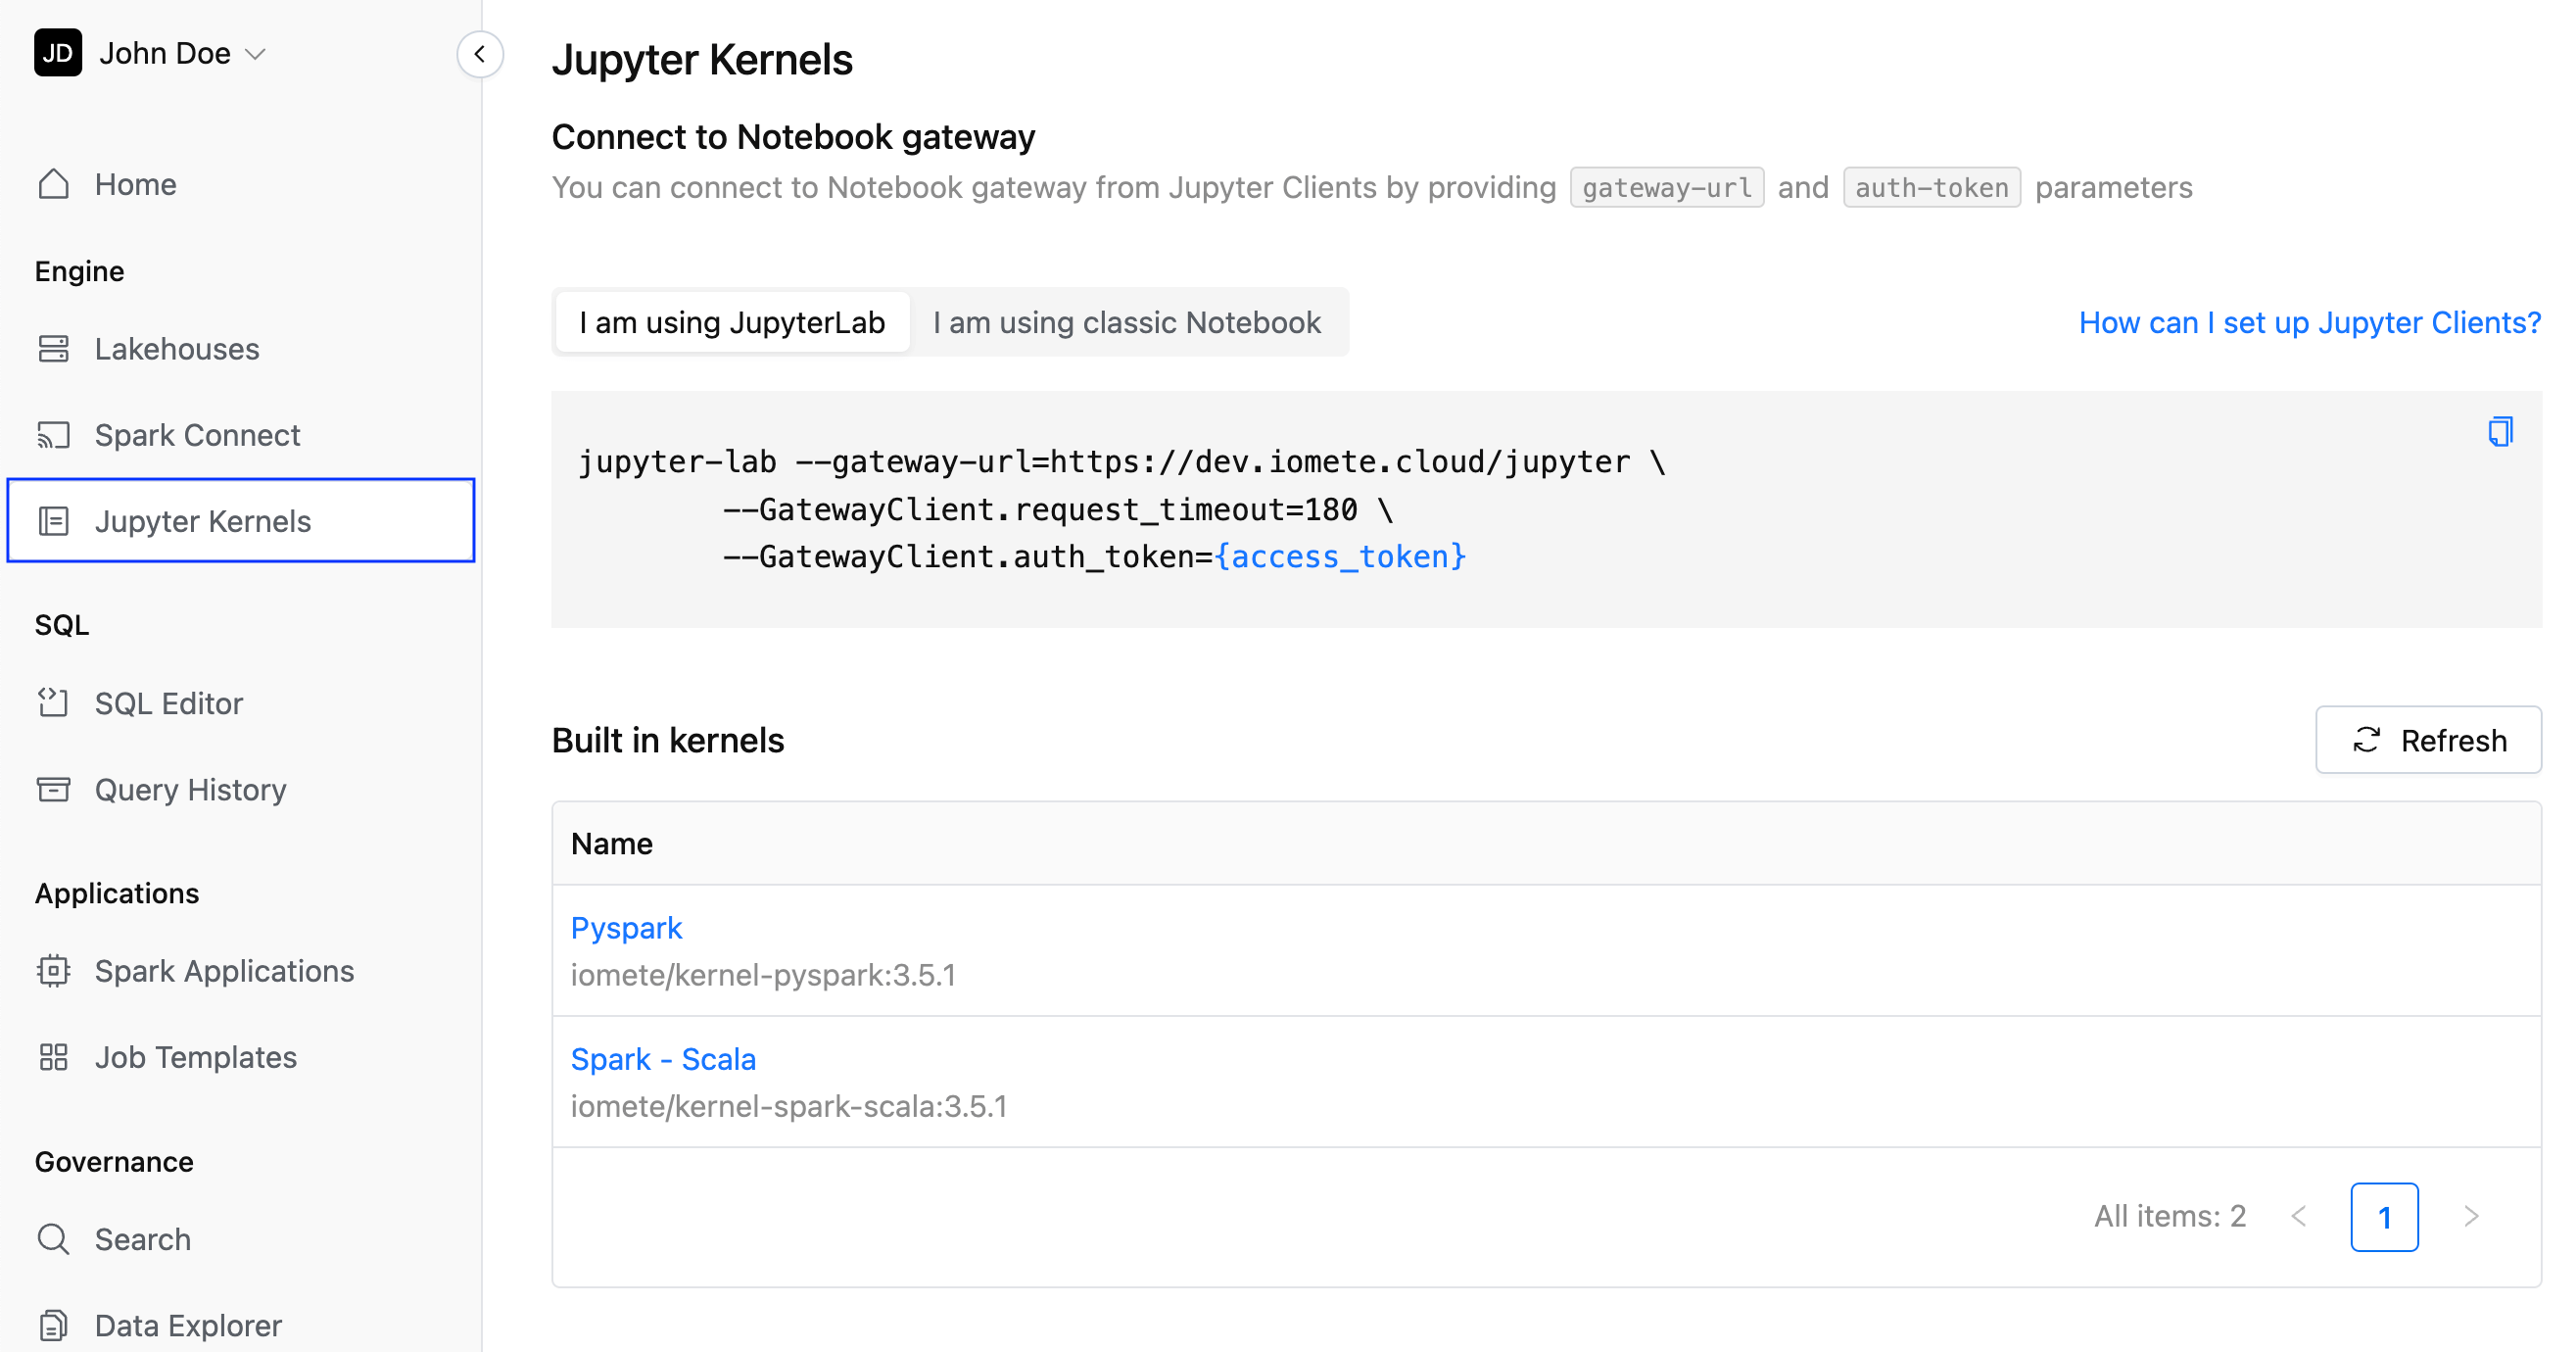 JD John Doe
Home
Engine
Lakehouses
Spark Connect
Jupyter Kernels
SQL
SQL Editor
Query History
Applications
Spark Applications
Job Templates
Governance
Search
Data Explorer
Jupyter Kernels
Connect to Notebook gateway
You can connect to Notebook gateway from Jupyter Clients by providing gateway-url and auth-token parameters
I am using JupyterLab I am using classic Notebook How can I set up Jupyter Clients?
jupyter-lab --gateway-url=https://dev.iomete.cloud/jupyter \
--GatewayClient.request_timeout=180 \
--GatewayClient.auth_token={access_token}
Built in kernels Refresh
Name
Pyspark
iomete/kernel-pyspark:3.5.1
Spark - Scala
iomete/kernel-spark-scala:3.5.1
All items: 2 < 1 >